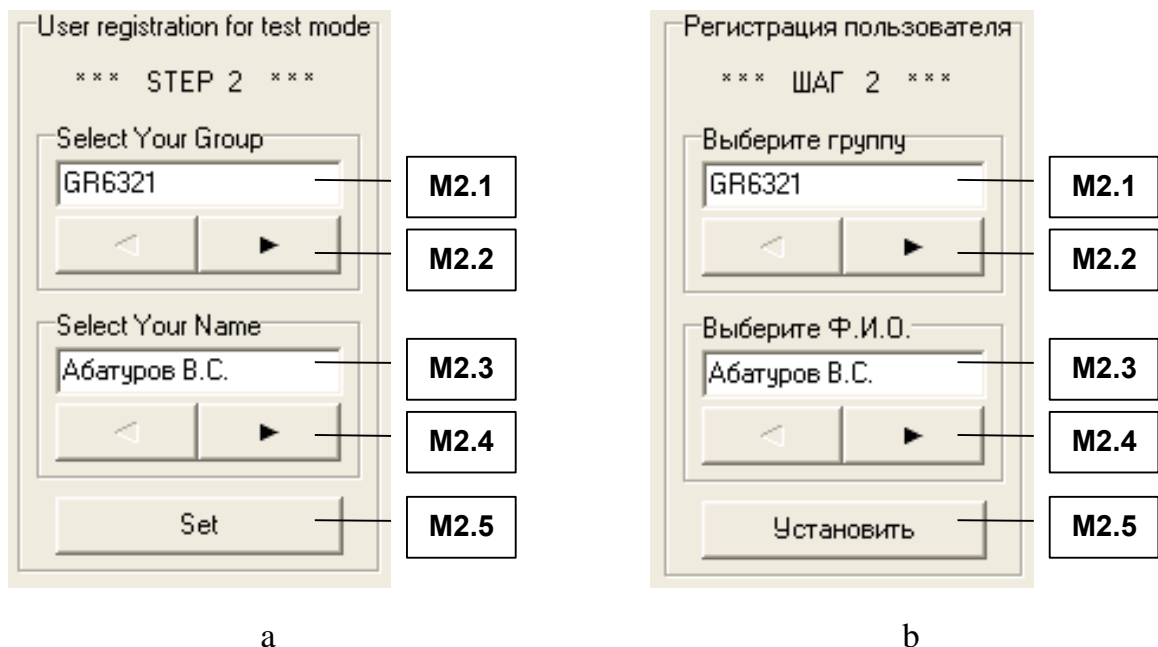 User registration for test mode
*** STEP 2 ***
Select Your Group
GR6321
M2.1
M2.2
Select Your Name
Абатуров В.С.
M2.3
M2.4
Set
M2.5
a
Регистрация пользователя
*** ШАГ 2 ***
Выберите группу
GR6321
M2.1
M2.2
Выберите Ф.И.О.
Абатуров В.С.
M2.3
M2.4
Установить
M2.5
b